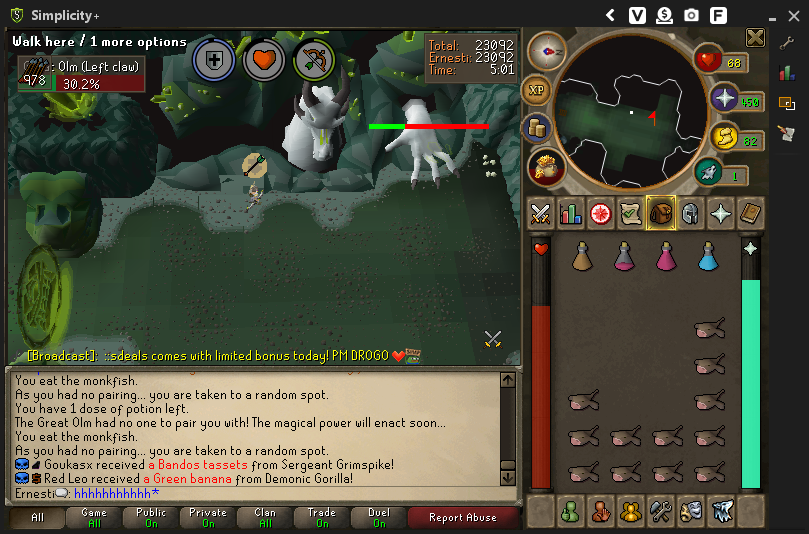 Simplicity+
V
F
Walk here / 1 more options
: Olm (Left claw)
978
30.2%
Total: 23092
Ernesti: 23092
Time: 5:01
68
XP
450
82
1
[Broadcast]: ::sdeals comes with limited bonus today! PM DROGO
You eat the monkfish.
As you had no pairing... you are taken to a random spot.
You have 1 dose of potion left.
The Great Olm had no one to pair you with! The magical power will enact soon...
You eat the monkfish.
As you had no pairing... you are taken to a random spot.
Goukasx received a Bandos tassets from Sergeant Grimspike!
Red Leo received a Green banana from Demonic Gorilla!
Ernesti: hhhhhhhhhhh*
All
Game
All
Public
On
Private
On
Clan
All
Trade
On
Duel
On
Report Abuse